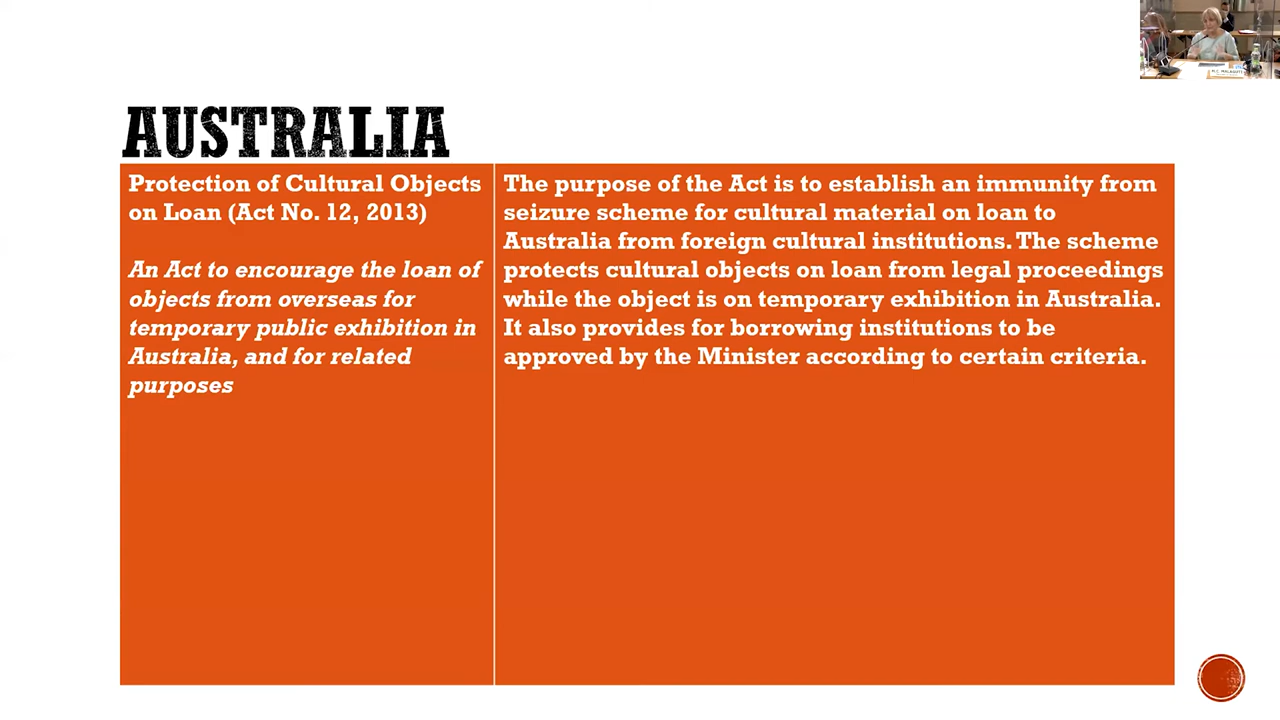 AUSTRALIA
Protection of Cultural Objects
on Loan (Act No. 12, 2013)
An Act to encourage the loan of
objects from overseas for
temporary public exhibition in
Australia, and for related
purposes
The purpose of the Act is to establish an immunity from
seizure scheme for cultural material on loan to
Australia from foreign cultural institutions. The scheme
protects cultural objects on loan from legal proceedings
while the object is on temporary exhibition in Australia.
It also provides for borrowing institutions to be
approved by the Minister according to certain criteria.